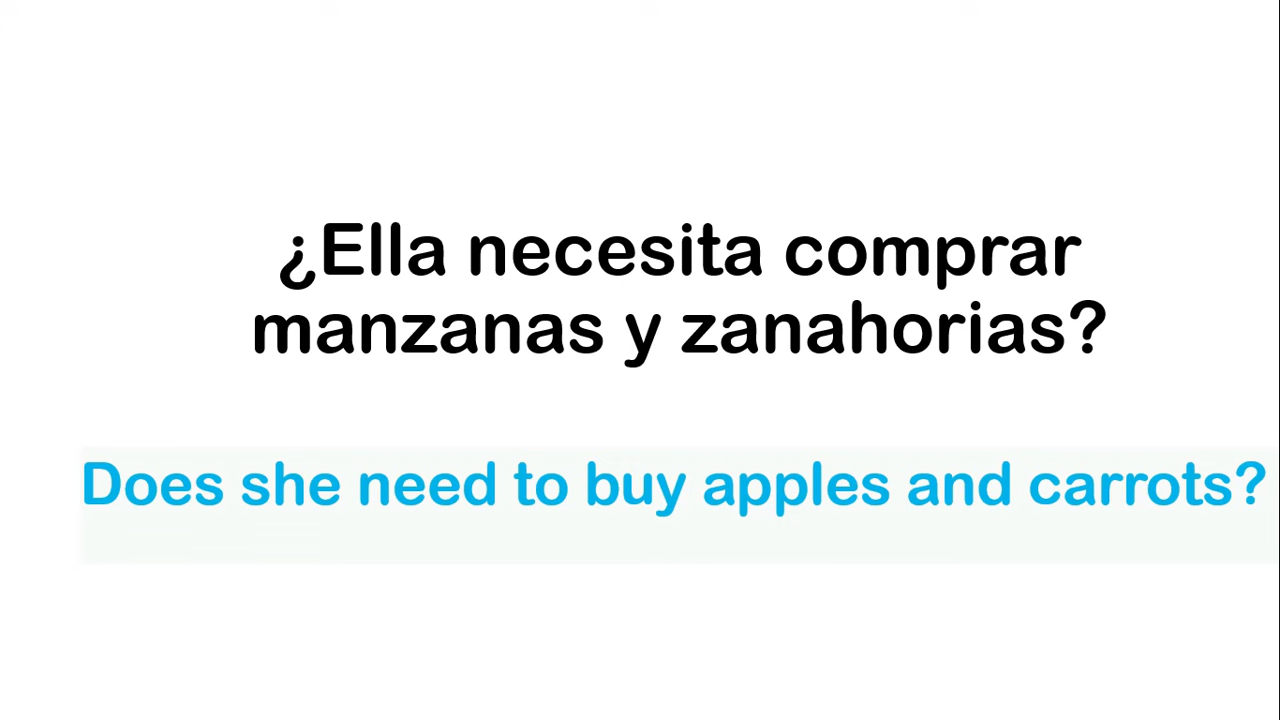 ¿Ella necesita comprar
manzanas y zanahorias?
Does she need to buy apples and carrots?